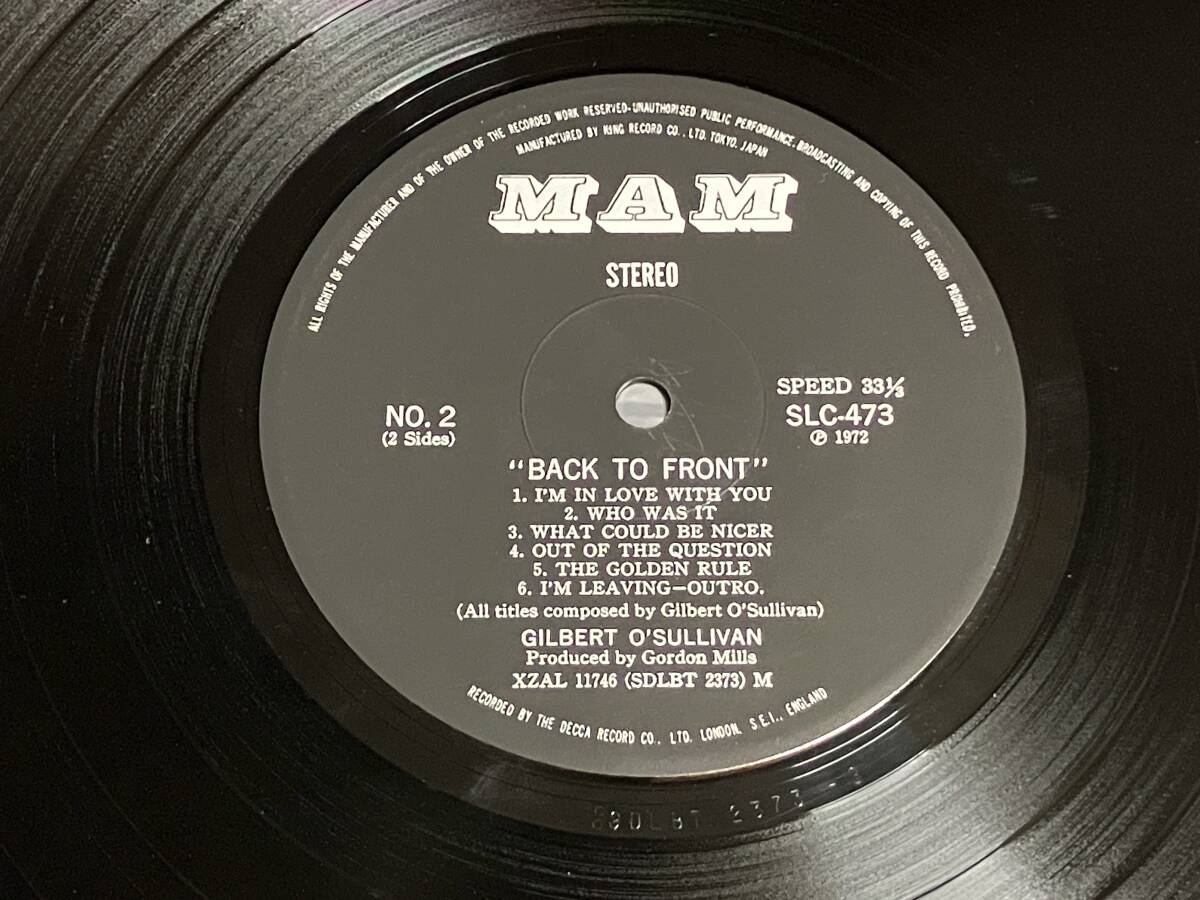 ALL RIGHTS OF THE MANUFACTURER AND OF THE OWNER OF THE RECORDED WORK RESERVED-UNAUTHORISED PUBLIC PERFORMANCE. BROADCASTING AND COPYING OF THIS RECORD PROHIBITED.
MANUFACTURED BY KING RECORD CO., LTD. TOKYO. JAPAN
MAM
STEREO
NO. 2
(2 Sides)
SPEED 33⅓
SLC-473
Ⓟ 1972
"BACK TO FRONT"
1. I'M IN LOVE WITH YOU
2. WHO WAS IT
3. WHAT COULD BE NICER
4. OUT OF THE QUESTION
5. THE GOLDEN RULE
6. I'M LEAVING—OUTRO.
(All titles composed by Gilbert O'Sullivan)
GILBERT O'SULLIVAN
Produced by Gordon Mills
XZAL 11746 (SDLBT 2373) M
RECORDED BY THE DECCA RECORD CO., LTD. LONDON. S.E.I., ENGLAND
2373